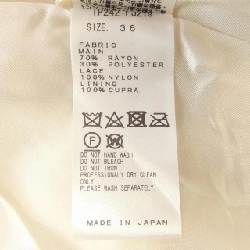 SIZE. 36
FABRIC
MAIN
70% RAYON
30% POLYESTER
LACE
100% NYLON
LINING
100% CUPRA
DO NOT HAND WASH
DO NOT BLEACH
DO NOT IRON
PROFESSIONALLY DRY CLEAN
PLEASE WASH SEPARATELY
MADE IN JAPAN